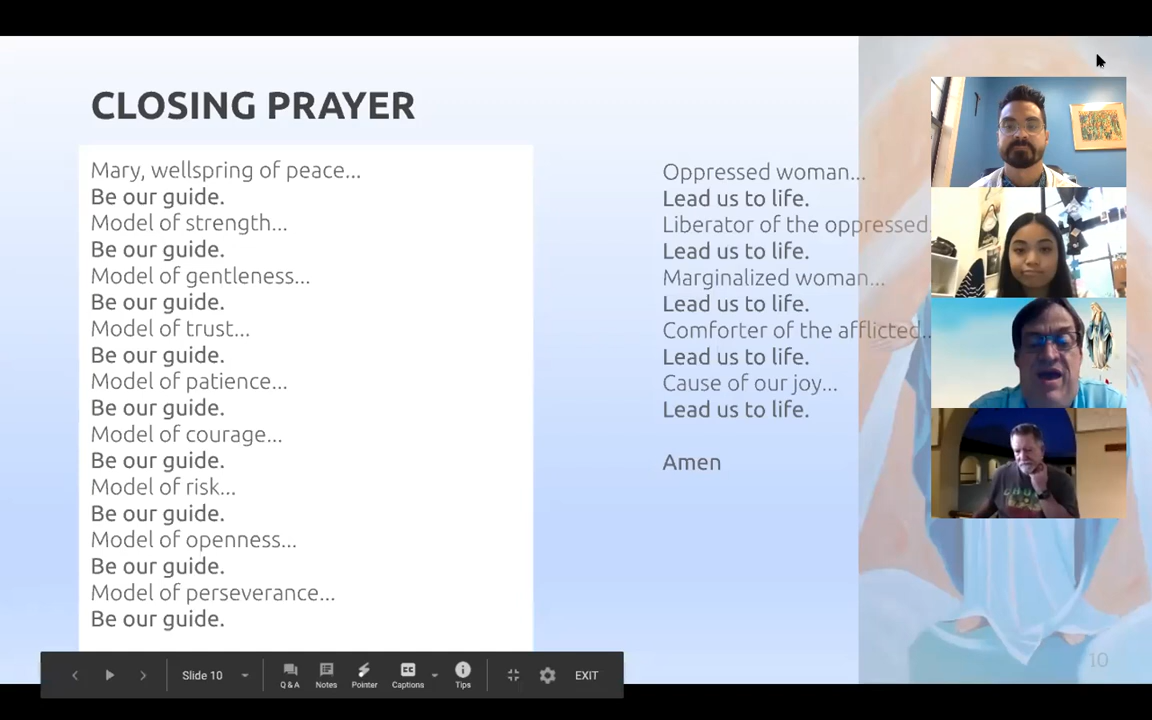 CLOSING PRAYER
Mary, wellspring of peace...
Be our guide.
Model of strength...
Be our guide.
Model of gentleness...
Be our guide.
Model of trust...
Be our guide.
Model of patience...
Be our guide.
Model of courage...
Be our guide.
Model of risk...
Be our guide.
Model of openness...
Be our guide.
Model of perseverance...
Be our guide.
Oppressed woman...
Lead us to life.
Liberator of the oppressed.
Lead us to life.
Marginalized woman...
Lead us to life.
Comforter of the afflicted..
Lead us to life.
Cause of our joy...
Lead us to life.
Amen
10
Slide 10
Q & A
Notes
Pointer
CC
Captions
Tips
EXIT